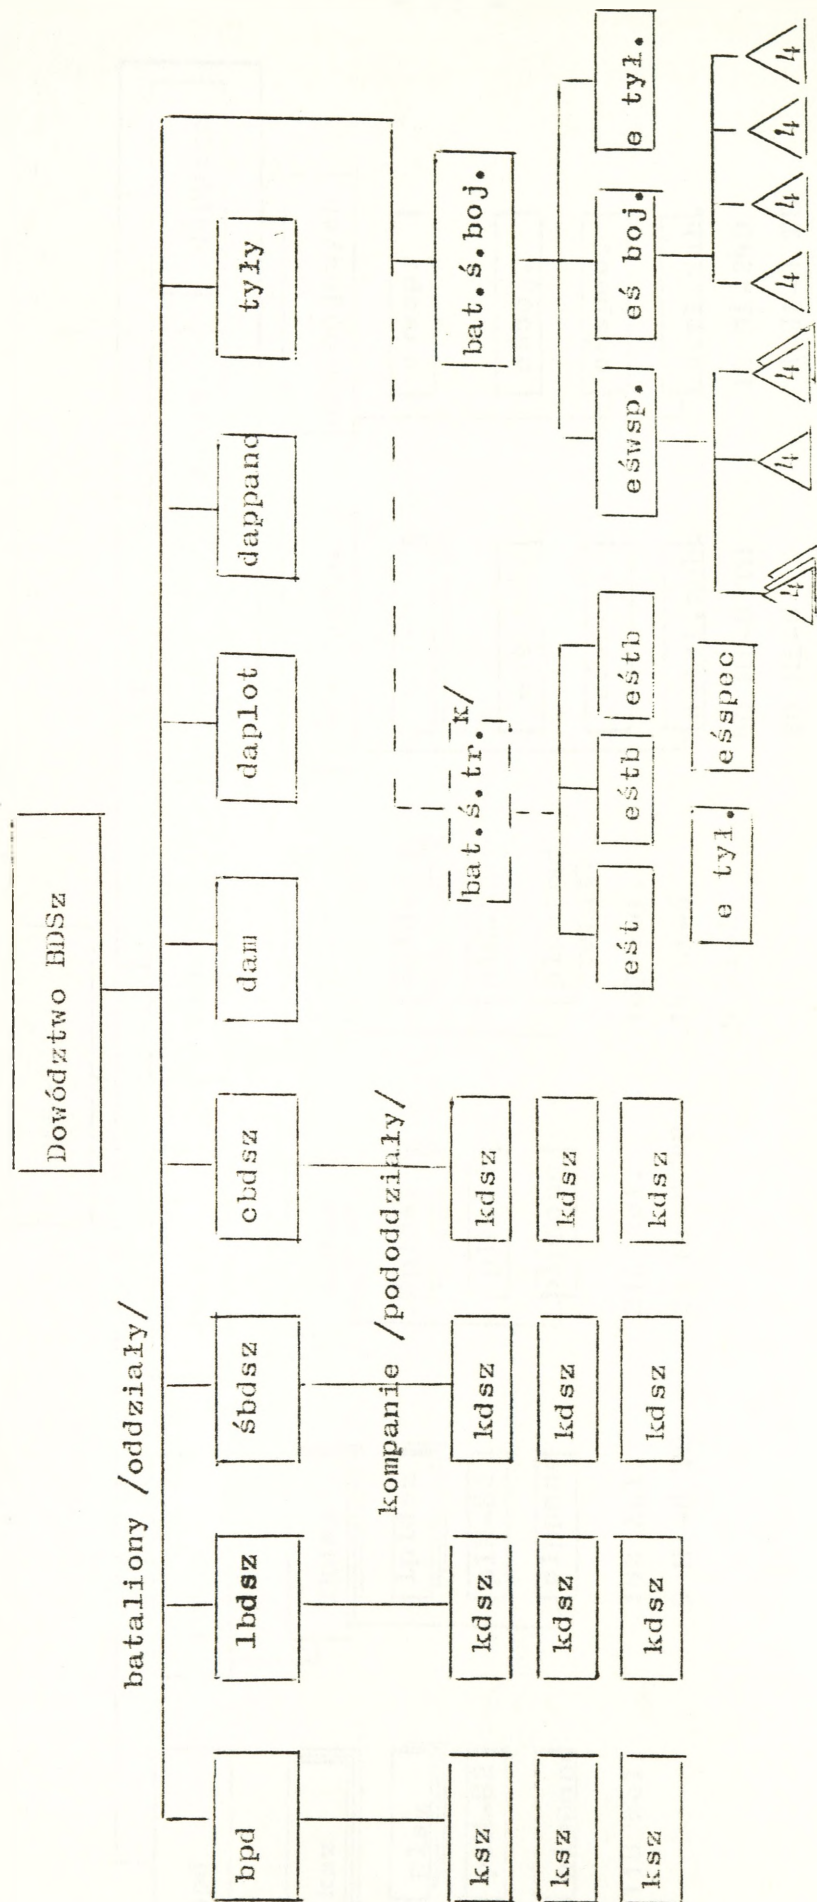 Dowództwo BDSz
bataliony /oddziały/
bpd
lbdsz
śbdsz
cbdsz
dam
daplot
dappanc
tyły
kompanie /pododdziały/
ksz
kdsz
kdsz
kdsz
bat.ś.tr.x/
bat.ś.boj.
ksz
kdsz
kdsz
kdsz
eśt
eśtb
eśtb
eśwsp.
eś boj.
e tył.
ksz
kdsz
kdsz
kdsz
e tył.
eśspec
4
4
4
4
4
4
4